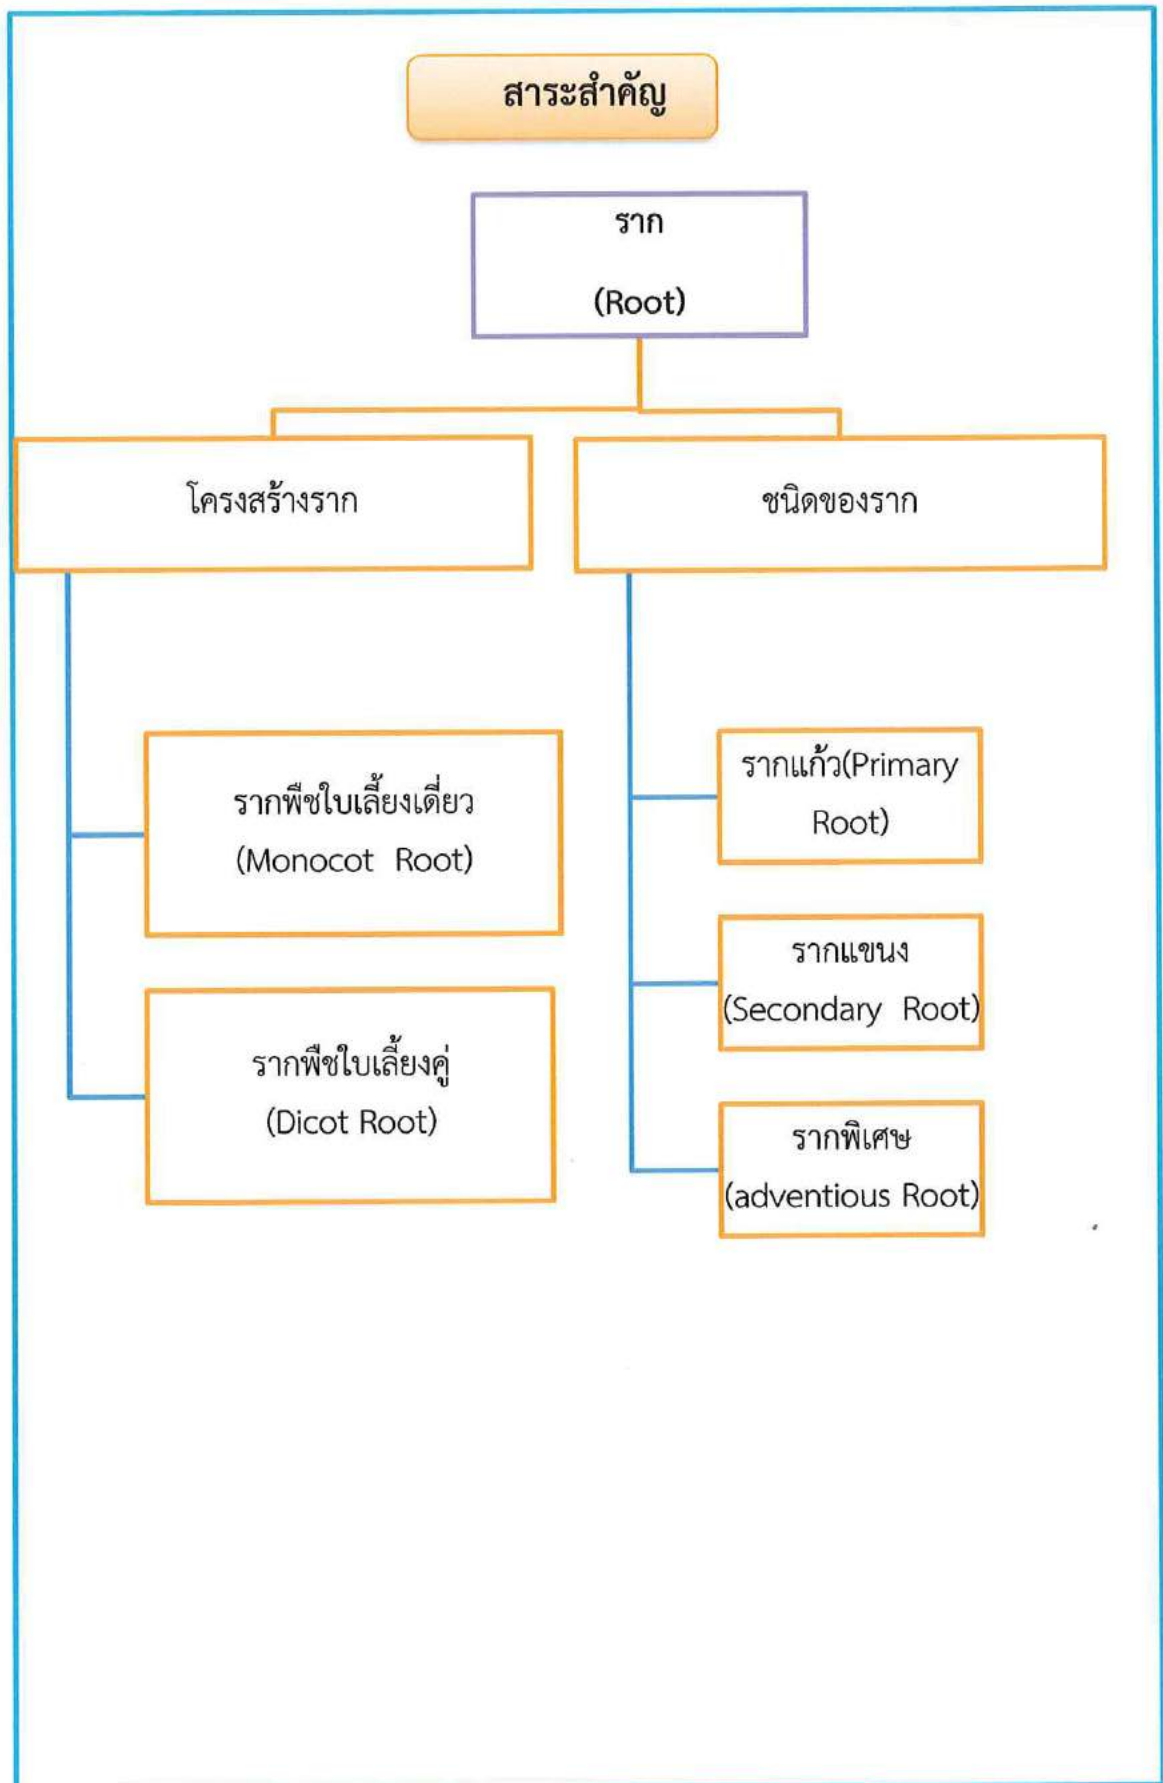 สาระสำคัญ
ราก
(Root)
โครงสร้างราก
ชนิดของราก
รากพืชใบเลี้ยงเดี่ยว
(Monocot Root)
รากพืชใบเลี้ยงคู่
(Dicot Root)
รากแก้ว(Primary
Root)
รากแขนง
(Secondary Root)
รากพิเศษ
(adventious Root)